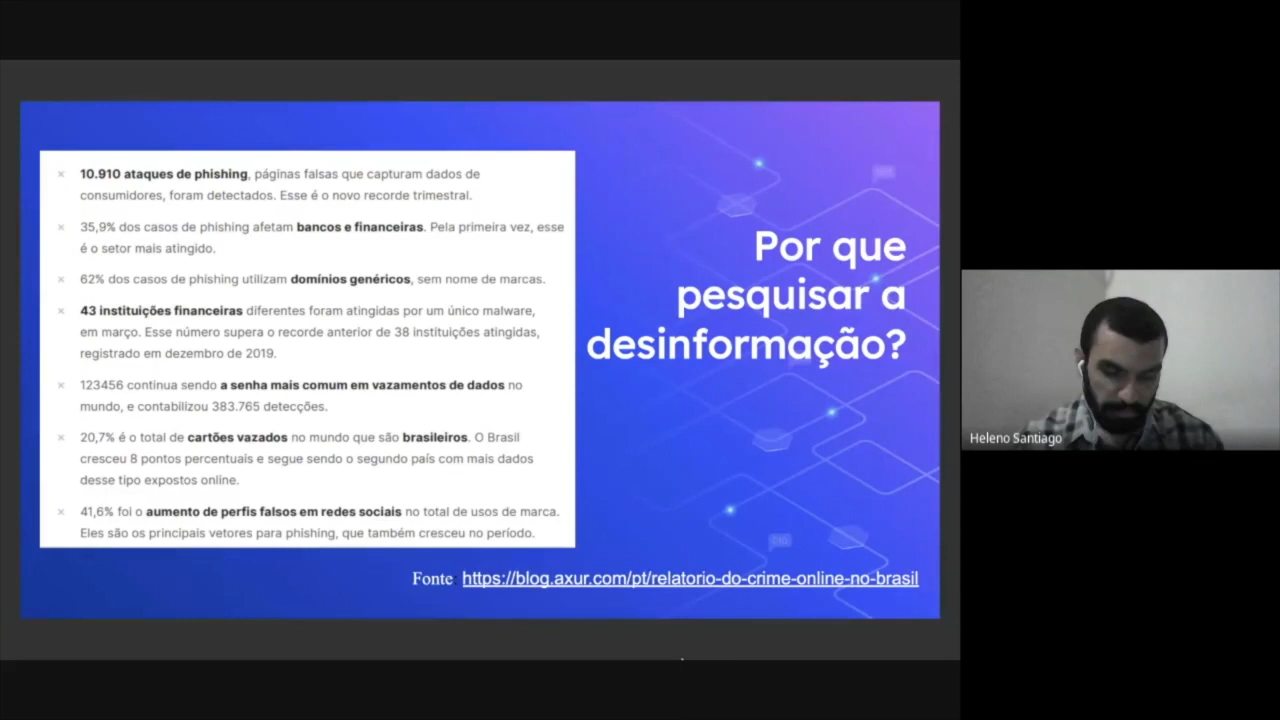 10.910 ataques de phishing, páginas falsas que capturam dados de
consumidores, foram detectados. Esse é o novo recorde trimestral.
35,9% dos casos de phishing afetam bancos e financeiras. Pela primeira vez, esse
é o setor mais atingido.
62% dos casos de phishing utilizam domínios genéricos, sem nome de marcas.
43 instituições financeiras diferentes foram atingidas por um único malware,
em março. Esse número supera o recorde anterior de 38 instituições atingidas,
registrado em dezembro de 2019.
123456 continua sendo a senha mais comum em vazamentos de dados no
mundo, e contabilizou 383.765 detecções.
20,7% é o total de cartões vazados no mundo que são brasileiros. O Brasil
cresceu 8 pontos percentuais e segue sendo o segundo país com mais dados
desse tipo expostos online.
41,6% foi o aumento de perfis falsos em redes sociais no total de usos de marca.
Eles são os principais vetores para phishing, que também cresceu no período.
Por que
pesquisar a
desinformação?
Fonte: https://blog.axur.com/pt/relatorio-do-crime-online-no-brasil
Heleno Santiago